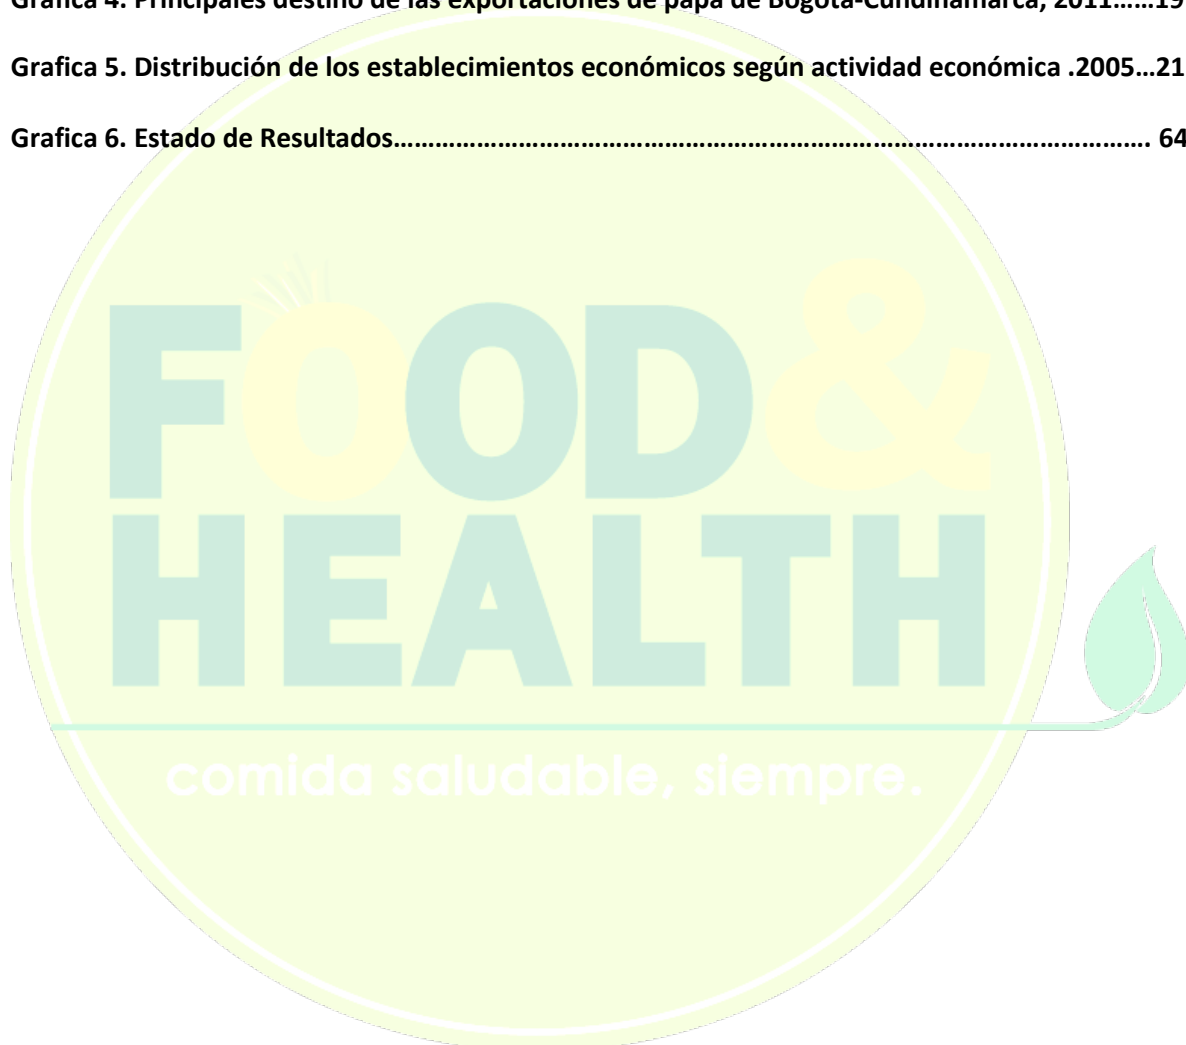 Grafica 4. Principales destino de las exportaciones de papa de Bogotá-Cundinamarca, 2011……19
Grafica 5. Distribución de los establecimientos económicos según actividad económica .2005…21
Grafica 6. Estado de Resultados…………………………………………………………………………………………. 64
FOOD&
HEALTH
comida saludable, siempre.